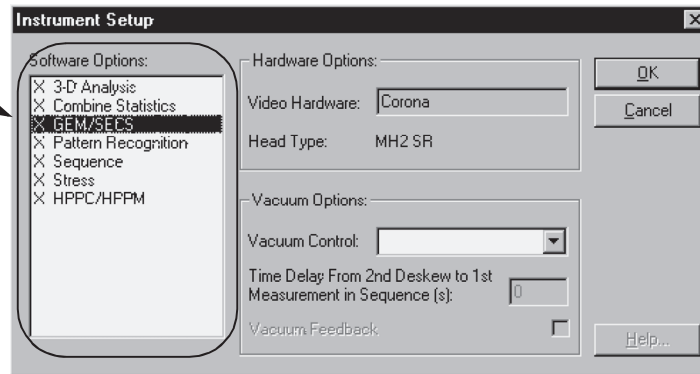 Instrument Setup
Software Options:
X 3-D Analysis
X Combine Statistics
X GEM/SECS
X Pattern Recognition
X Sequence
X Stress
X HPPC/HFPM
Hardware Options:
Video Hardware: Corona
Head Type: MH2 SR
Vacuum Options:
Vacuum Control:
Time Delay From 2nd Deskew to 1st
Measurement in Sequence (s): 0
Vacuum Feedback
OK
Cancel
Help...